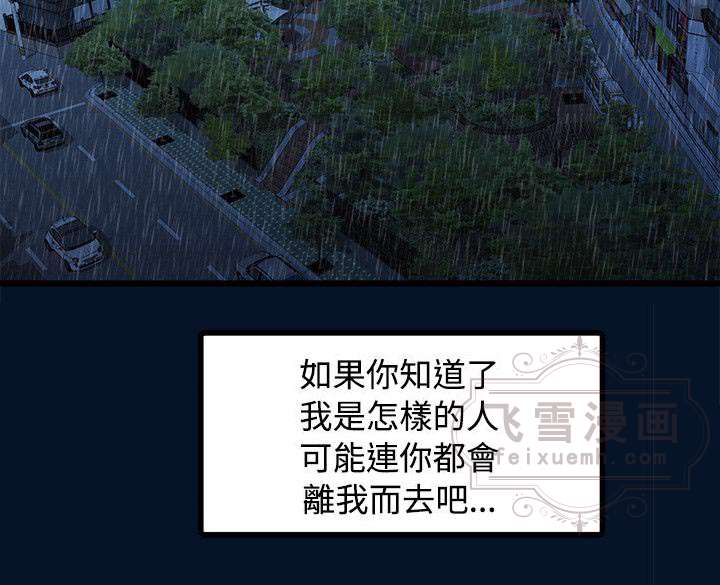 如果你知道了
我是怎樣的人
可能連你都會
離我而去吧...
飞雪漫画
feixuemh.com